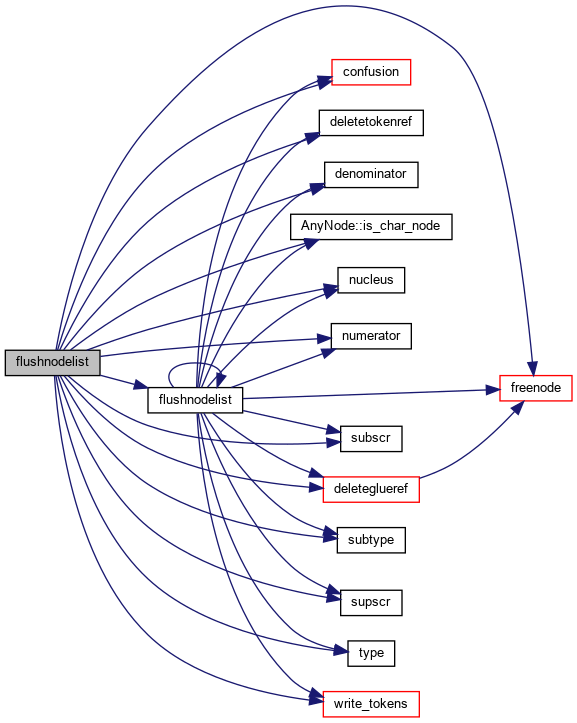 confusion
deletetokenref
denominator
AnyNode::is_char_node
nucleus
numerator
flushnodelist
freenode
flushnodelist
subscr
deleteglueref
subtype
supscr
type
write_tokens